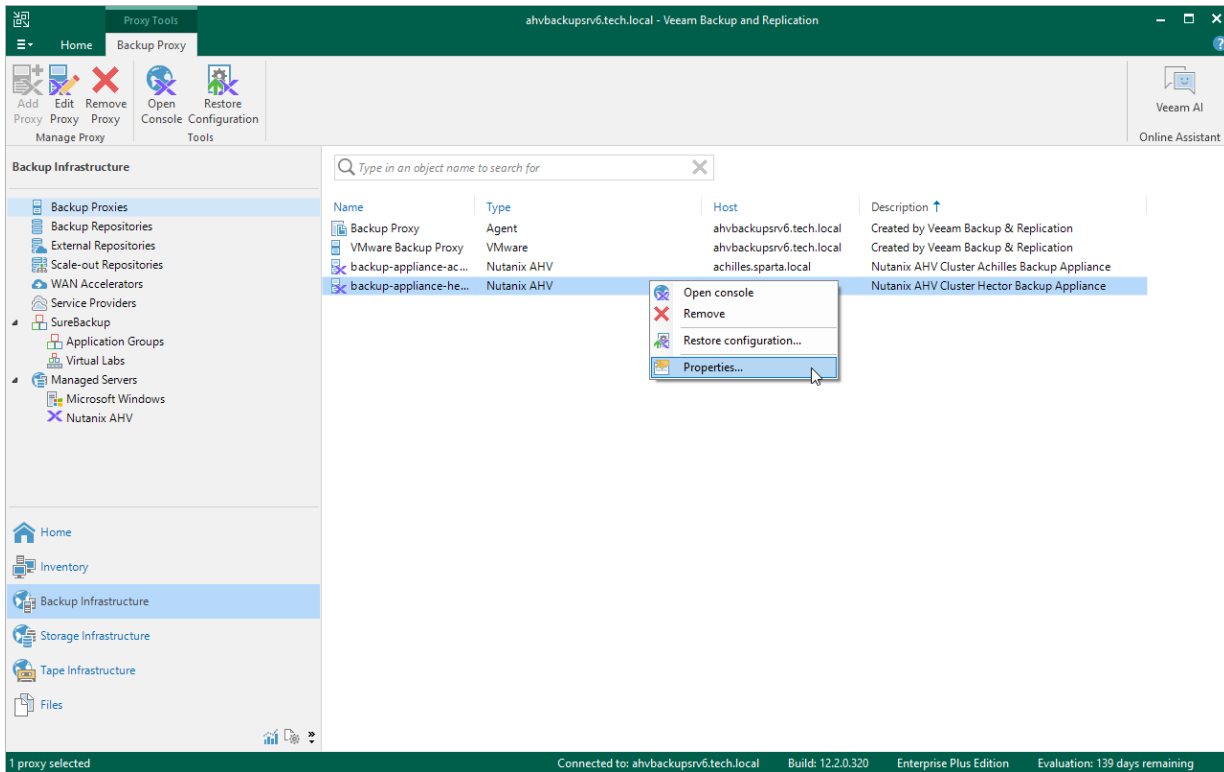 Proxy Tools
ahvbackupsrv6.tech.local - Veeam Backup and Replication
Home Backup Proxy
Add Proxy
Edit Proxy
Remove Proxy
Open Console
Restore Configuration
Veeam AI
Manage Proxy Tools Online Assistant
Backup Infrastructure
Type in an object name to search for
Backup Proxies
Backup Repositories
External Repositories
Scale-out Repositories
WAN Accelerators
Service Providers
SureBackup
Application Groups
Virtual Labs
Managed Servers
Microsoft Windows
Nutanix AHV
Name Type Host Description
Backup Proxy Agent ahvbackupsrv6.tech.local Created by Veeam Backup & Replication
VMware Backup Proxy VMware ahvbackupsrv6.tech.local Created by Veeam Backup & Replication
backup-appliance-ac... Nutanix AHV achilles.sparta.local Nutanix AHV Cluster Achilles Backup Appliance
backup-appliance-he... Nutanix AHV Nutanix AHV Cluster Hector Backup Appliance
Open console
Remove
Restore configuration...
Properties...
Home
Inventory
Backup Infrastructure
Storage Infrastructure
Tape Infrastructure
Files
1 proxy selected Connected to: ahvbackupsrv6.tech.local Build: 12.2.0.320 Enterprise Plus Edition Evaluation: 139 days remaining